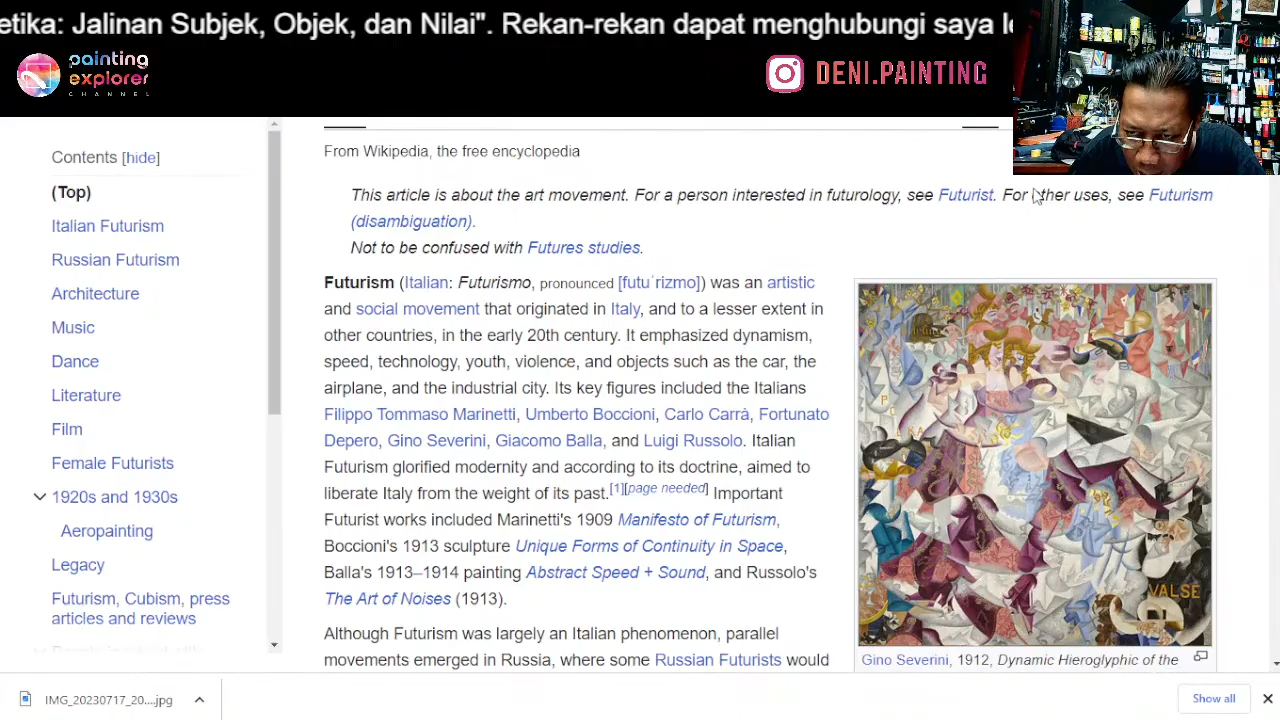 etika: Jalinan Subjek, Objek, dan Nilai". Rekan-rekan dapat menghubungi saya
painting
explorer
CHANNEL
DENI.PAINTING
Contents [hide]
(Top)
Italian Futurism
Russian Futurism
Architecture
Music
Dance
Literature
Film
Female Futurists
1920s and 1930s
Aeropainting
Legacy
Futurism, Cubism, press
articles and reviews
From Wikipedia, the free encyclopedia
This article is about the art movement. For a person interested in futurology, see Futurist. For other uses, see Futurism
(disambiguation).
Not to be confused with Futures studies.
Futurism (Italian: Futurismo, pronounced [futuˈrizmo]) was an artistic
and social movement that originated in Italy, and to a lesser extent in
other countries, in the early 20th century. It emphasized dynamism,
speed, technology, youth, violence, and objects such as the car, the
airplane, and the industrial city. Its key figures included the Italians
Filippo Tommaso Marinetti, Umberto Boccioni, Carlo Carrà, Fortunato
Depero, Gino Severini, Giacomo Balla, and Luigi Russolo. Italian
Futurism glorified modernity and according to its doctrine, aimed to
liberate Italy from the weight of its past.[1][page needed] Important
Futurist works included Marinetti's 1909 Manifesto of Futurism,
Boccioni's 1913 sculpture Unique Forms of Continuity in Space,
Balla's 1913–1914 painting Abstract Speed + Sound, and Russolo's
The Art of Noises (1913).
Although Futurism was largely an Italian phenomenon, parallel
movements emerged in Russia, where some Russian Futurists would
VALSE
Gino Severini, 1912, Dynamic Hieroglyphic of the
IMG_20230717_20....jpg
Show all